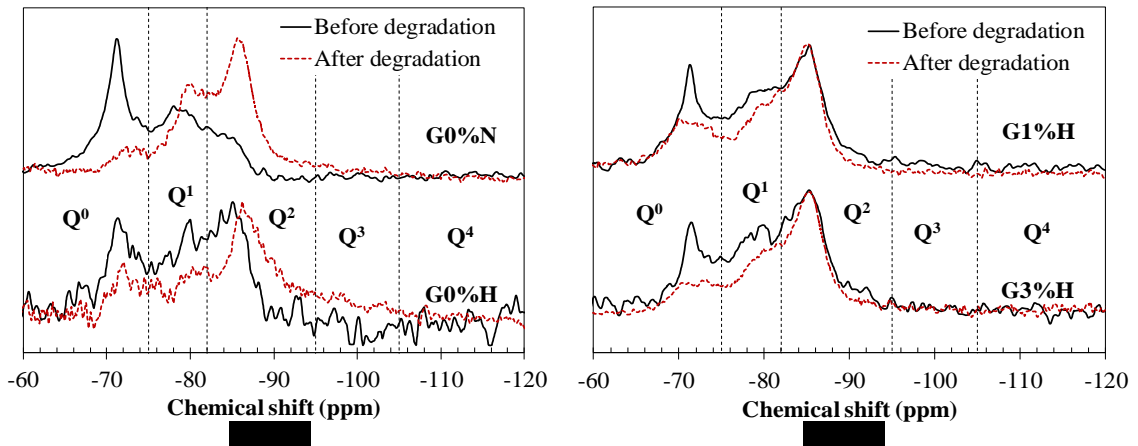 Before degradation
After degradation
G0%N
Q⁰
Q¹
Q²
Q³
Q⁴
G0%H
-60
-70
-80
-90
-100
-110
-120
Chemical shift (ppm)
Before degradation
After degradation
G1%H
Q⁰
Q¹
Q²
Q³
Q⁴
G3%H
-60
-70
-80
-90
-100
-110
-120
Chemical shift (ppm)